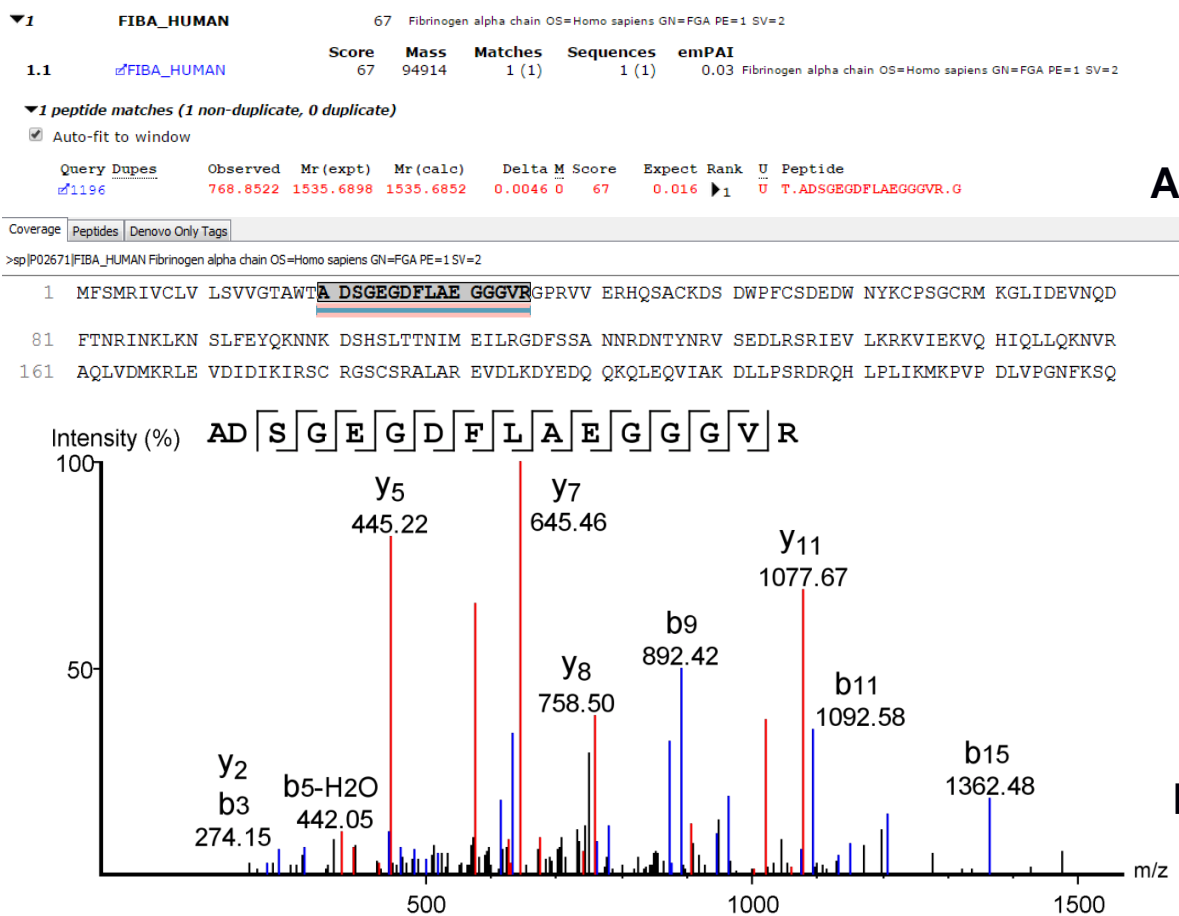 ▼1 FIBA_HUMAN 67 Fibrinogen alpha chain OS=Homo sapiens GN=FGA PE=1 SV=2
Score Mass Matches Sequences emPAI
1.1 FIBA_HUMAN 67 94914 1 (1) 1 (1) 0.03 Fibrinogen alpha chain OS=Homo sapiens GN=FGA PE=1 SV=2
▼1 peptide matches (1 non-duplicate, 0 duplicate)
Auto-fit to window
Query Dupes Observed Mr(expt) Mr(calc) Delta M Score Expect Rank U Peptide
1196 768.8522 1535.6898 1535.6852 0.0046 0 67 0.016 ▶1 U T.ADSGEGDFLAEGGGVR.G
A
Coverage Peptides Denovo Only Tags
>sp|P02671|FIBA_HUMAN Fibrinogen alpha chain OS=Homo sapiens GN=FGA PE=1 SV=2
1 MFSMRIVCLV LSVVGTAWTA DSGEGDFLAE GGGVRGPRVV ERHQSACKDS DWPFCSDEDW NYKCPSGCRM KGLIDEVNQD
81 FTNRINKLKN SLFEYQKNNK DSHSLTTNIM EILRGDFSSA NNRDNTYNRV SEDLRSRIEV LKRKVIEKVQ HIQLLQKNVR
161 AQLVDMKRLE VDIDIKIRSC RGSCSRALAR EVDLKDYEDQ QKQLEQVIAK DLLPSRDRQH LPLIKMKPVP DLVPGNFKSQ
Intensity (%) AD S G E G D F L A E G G G V R
100
y5
445.22
y7
645.46
y11
1077.67
b9
892.42
50
y8
758.50
b11
1092.58
y2
b3
274.15
b5-H2O
442.05
b15
1362.48
m/z
500 1000 1500